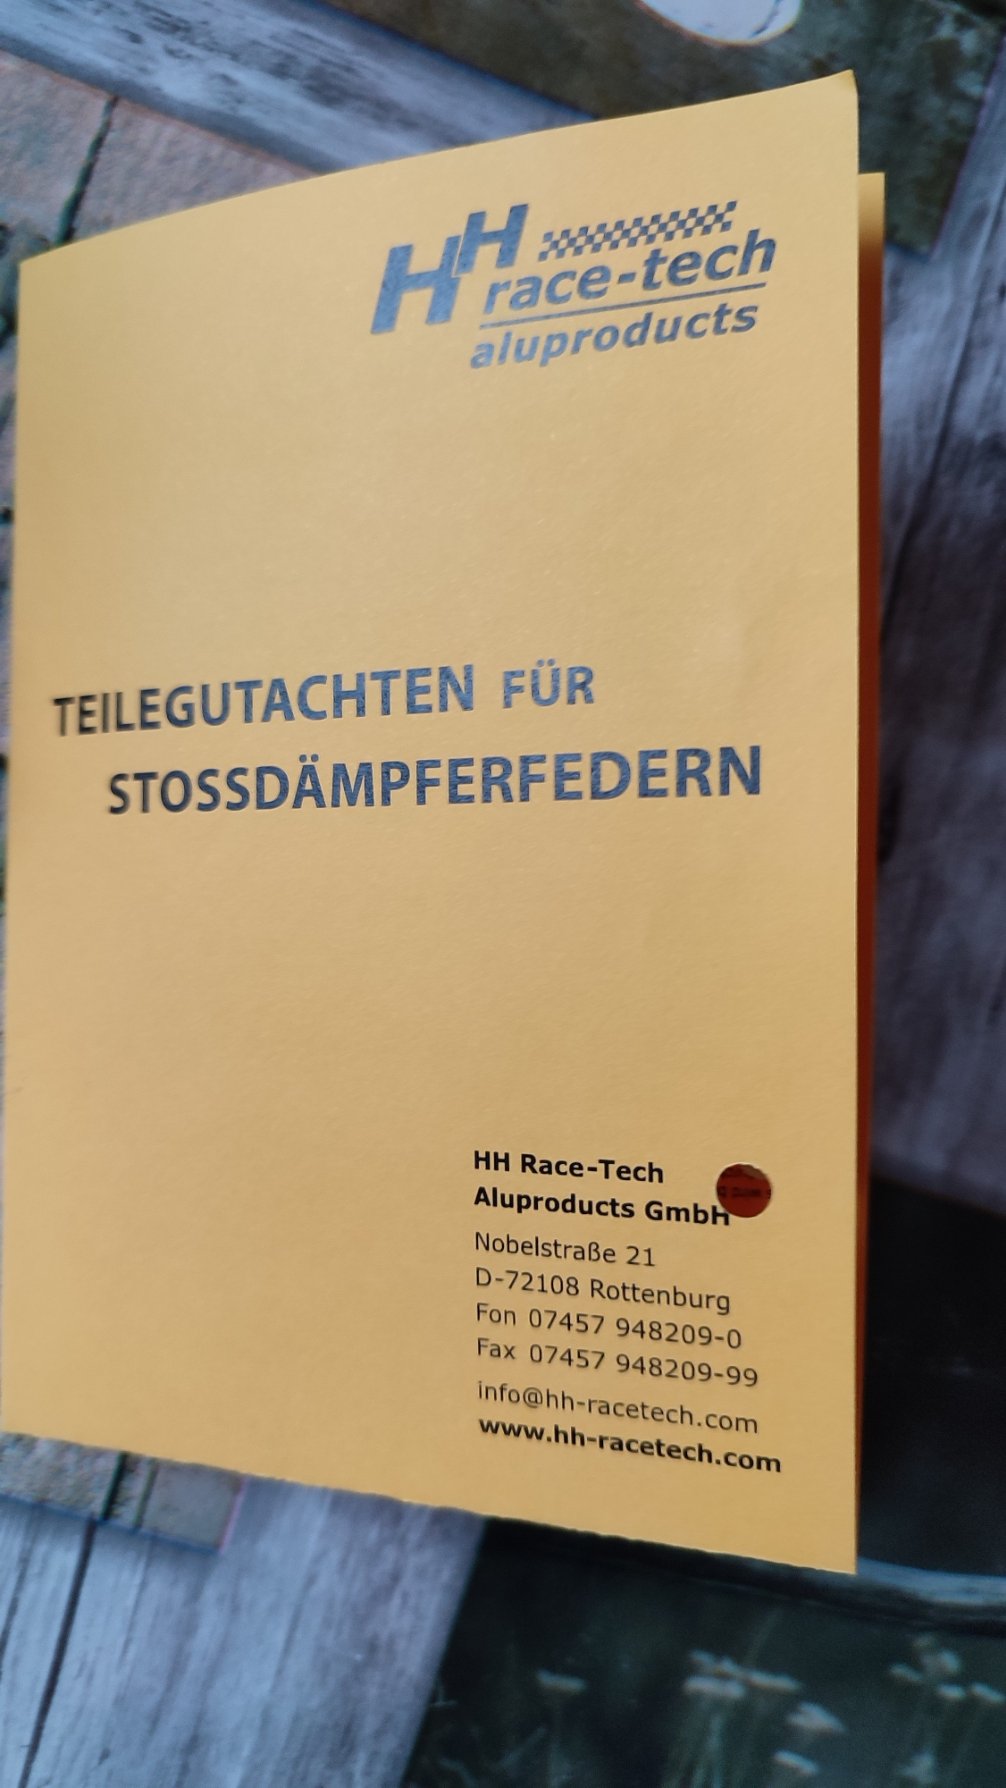 HH
race-tech
aluproducts
TEILEGUTACHTEN FÜR
STOSSDÄMPFERFEDERN
HH Race-Tech
Aluproducts GmbH
Nobelstraße 21
D-72108 Rottenburg
Fon 07457 948209-0
Fax 07457 948209-99
info@hh-racetech.com
www.hh-racetech.com